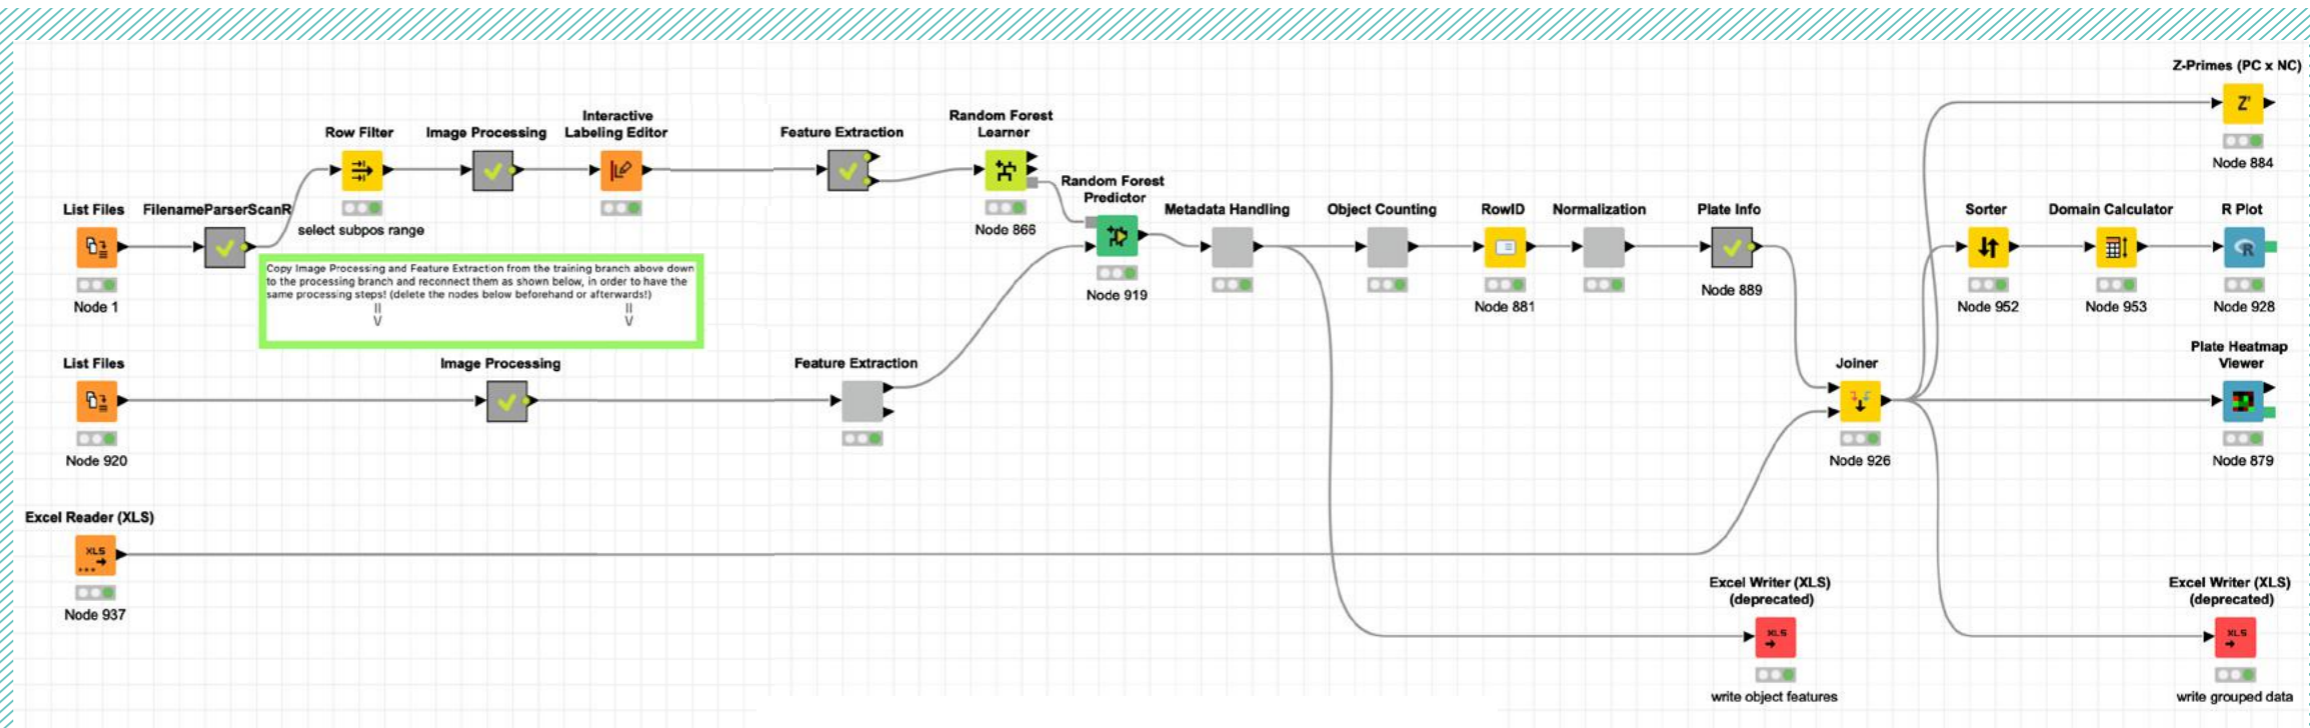 Z-Primes (PC x NC)
Z'
Node 884
Interactive
Labeling Editor
Random Forest
Learner
Row Filter
Image Processing
Feature Extraction
select subpos range
Node 866
Random Forest
Predictor
Node 919
List Files
FilenameParserScanR
Node 1
Metadata Handling
Object Counting
RowID
Node 881
Normalization
Plate Info
Node 889
Sorter
Node 952
Domain Calculator
Node 953
R Plot
R
Node 928
Copy Image Processing and Feature Extraction from the training branch above down
to the processing branch and reconnect them as shown below, in order to have the
same processing steps! (delete the nodes below beforehand or afterwards!)
|| ||
V V
List Files
Node 920
Image Processing
Feature Extraction
Joiner
Node 926
Plate Heatmap
Viewer
Node 879
Excel Reader (XLS)
XLS
Node 937
Excel Writer (XLS)
(deprecated)
XLS
write object features
Excel Writer (XLS)
(deprecated)
XLS
write grouped data